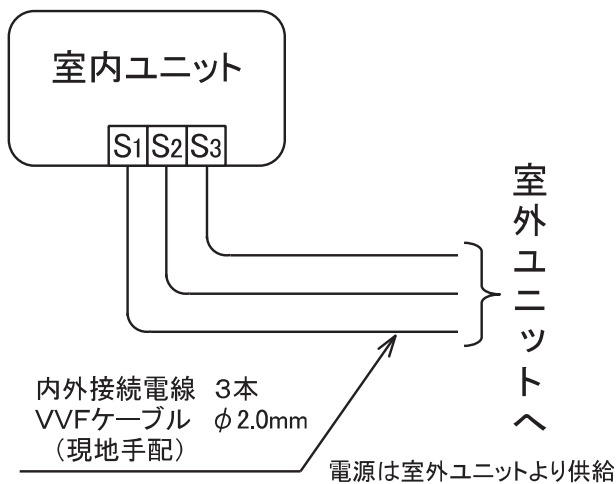 室内ユニット
S1 S2 S3
室外ユニットへ
内外接続電線 3本
VVFケーブル φ2.0mm
(現地手配)
電源は室外ユニットより供給